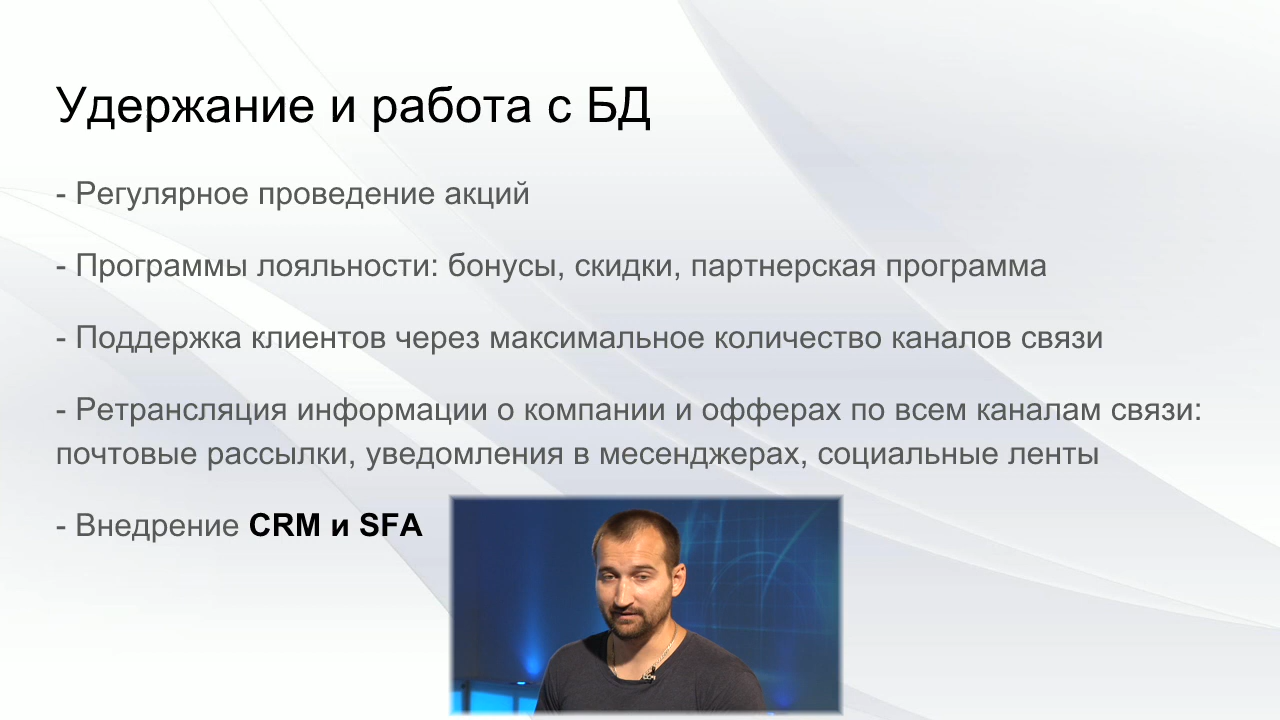 Удержание и работа с БД
- Регулярное проведение акций
- Программы лояльности: бонусы, скидки, партнерская программа
- Поддержка клиентов через максимальное количество каналов связи
- Ретрансляция информации о компании и офферах по всем каналам связи:
почтовые рассылки, уведомления в месенджерах, социальные ленты
- Внедрение CRM и SFA